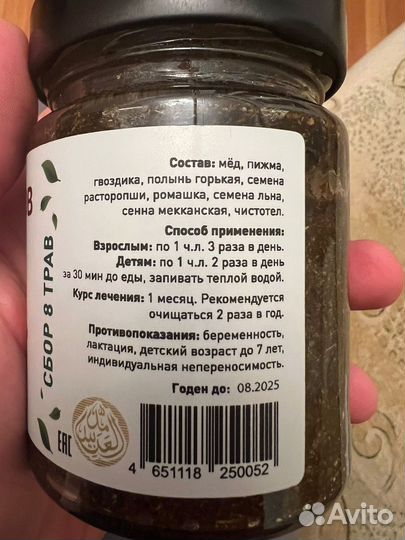 Состав: мёд, пижма,
гвоздика, полынь горькая, семена
расторопши, ромашка, семена льна,
сенна мекканская, чистотел.
Способ применения:
Взрослым: по 1 ч.л. 3 раза в день.
Детям: по 1 ч.л. 2 раза в день
за 30 мин до еды, запивать теплой водой.
Курс лечения: 1 месяц. Рекомендуется
очищаться 2 раза в год.
Противопоказания: беременность,
лактация, детский возраст до 7 лет,
индивидуальная непереносимость.
Годен до: 08.2025
8
СБОР 8 ТРАВ
EAC
4 651118 250052
Avito